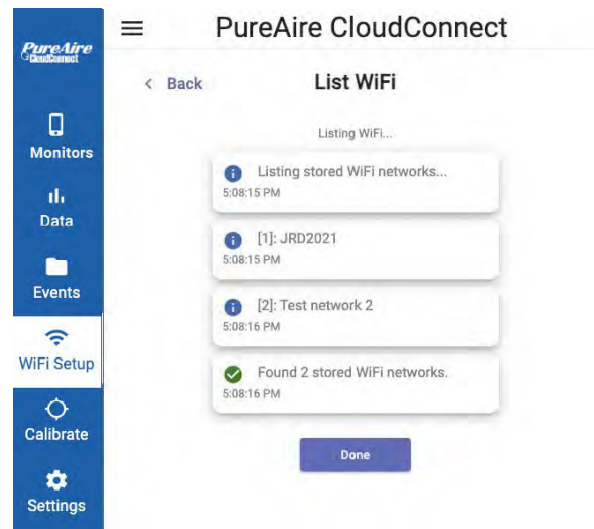 PureAire
CloudConnect
PureAire CloudConnect
Monitors
Data
Events
WiFi Setup
Calibrate
Settings
< Back
List WiFi
Listing WiFi...
Listing stored WiFi networks...
5:08:15 PM
[1]: JRD2021
5:08:15 PM
[2]: Test network 2
5:08:16 PM
Found 2 stored WiFi networks.
5:08:16 PM
Done